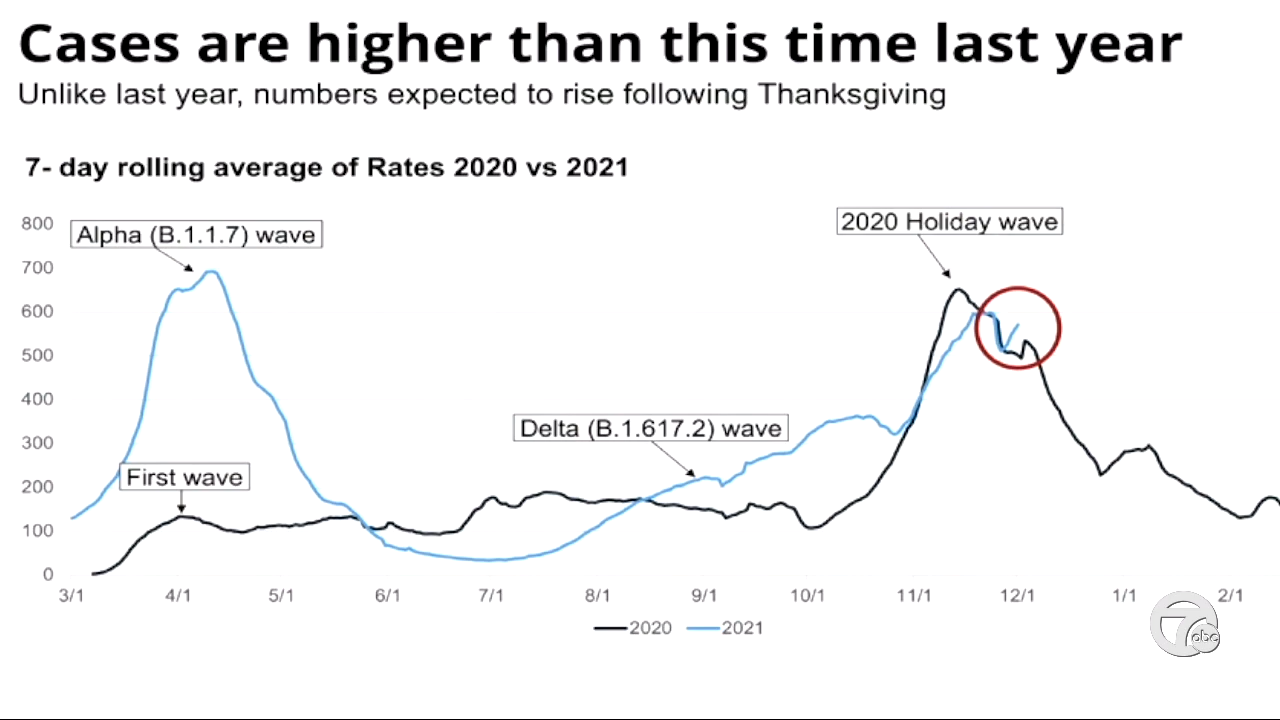 Cases are higher than this time last year
Unlike last year, numbers expected to rise following Thanksgiving
7- day rolling average of Rates 2020 vs 2021
800
700
600
500
400
300
200
100
0
Alpha (B.1.1.7) wave
2020 Holiday wave
Delta (B.1.617.2) wave
First wave
3/1 4/1 5/1 6/1 7/1 8/1 9/1 10/1 11/1 12/1 1/1 2/1
2020 2021
7 abc